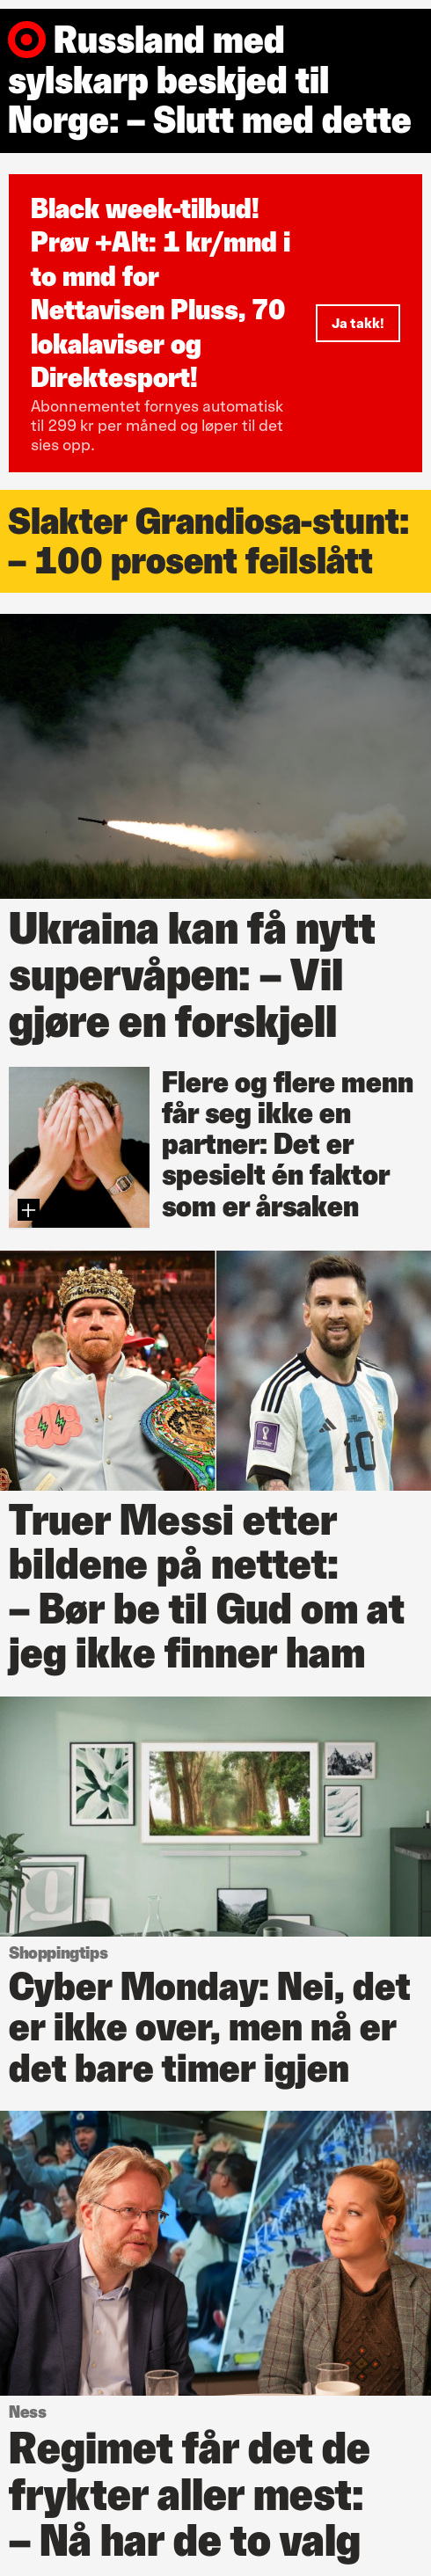 Russland med
sylskarp beskjed til
Norge: – Slutt med dette
Black week-tilbud!
Prøv +Alt: 1 kr/mnd i
to mnd for
Nettavisen Pluss, 70
lokalaviser og
Direktesport!
Abonnementet fornyes automatisk
til 299 kr per måned og løper til det
sies opp.
Ja takk!
Slakter Grandiosa-stunt:
– 100 prosent feilslått
Ukraina kan få nytt
supervåpen: – Vil
gjøre en forskjell
Flere og flere menn
får seg ikke en
partner: Det er
spesielt én faktor
som er årsaken
10
Truer Messi etter
bildene på nettet:
– Bør be til Gud om at
jeg ikke finner ham
g
Shoppingtips
Cyber Monday: Nei, det
er ikke over, men nå er
det bare timer igjen
Ness
Regimet får det de
frykter aller mest:
– Nå har de to valg